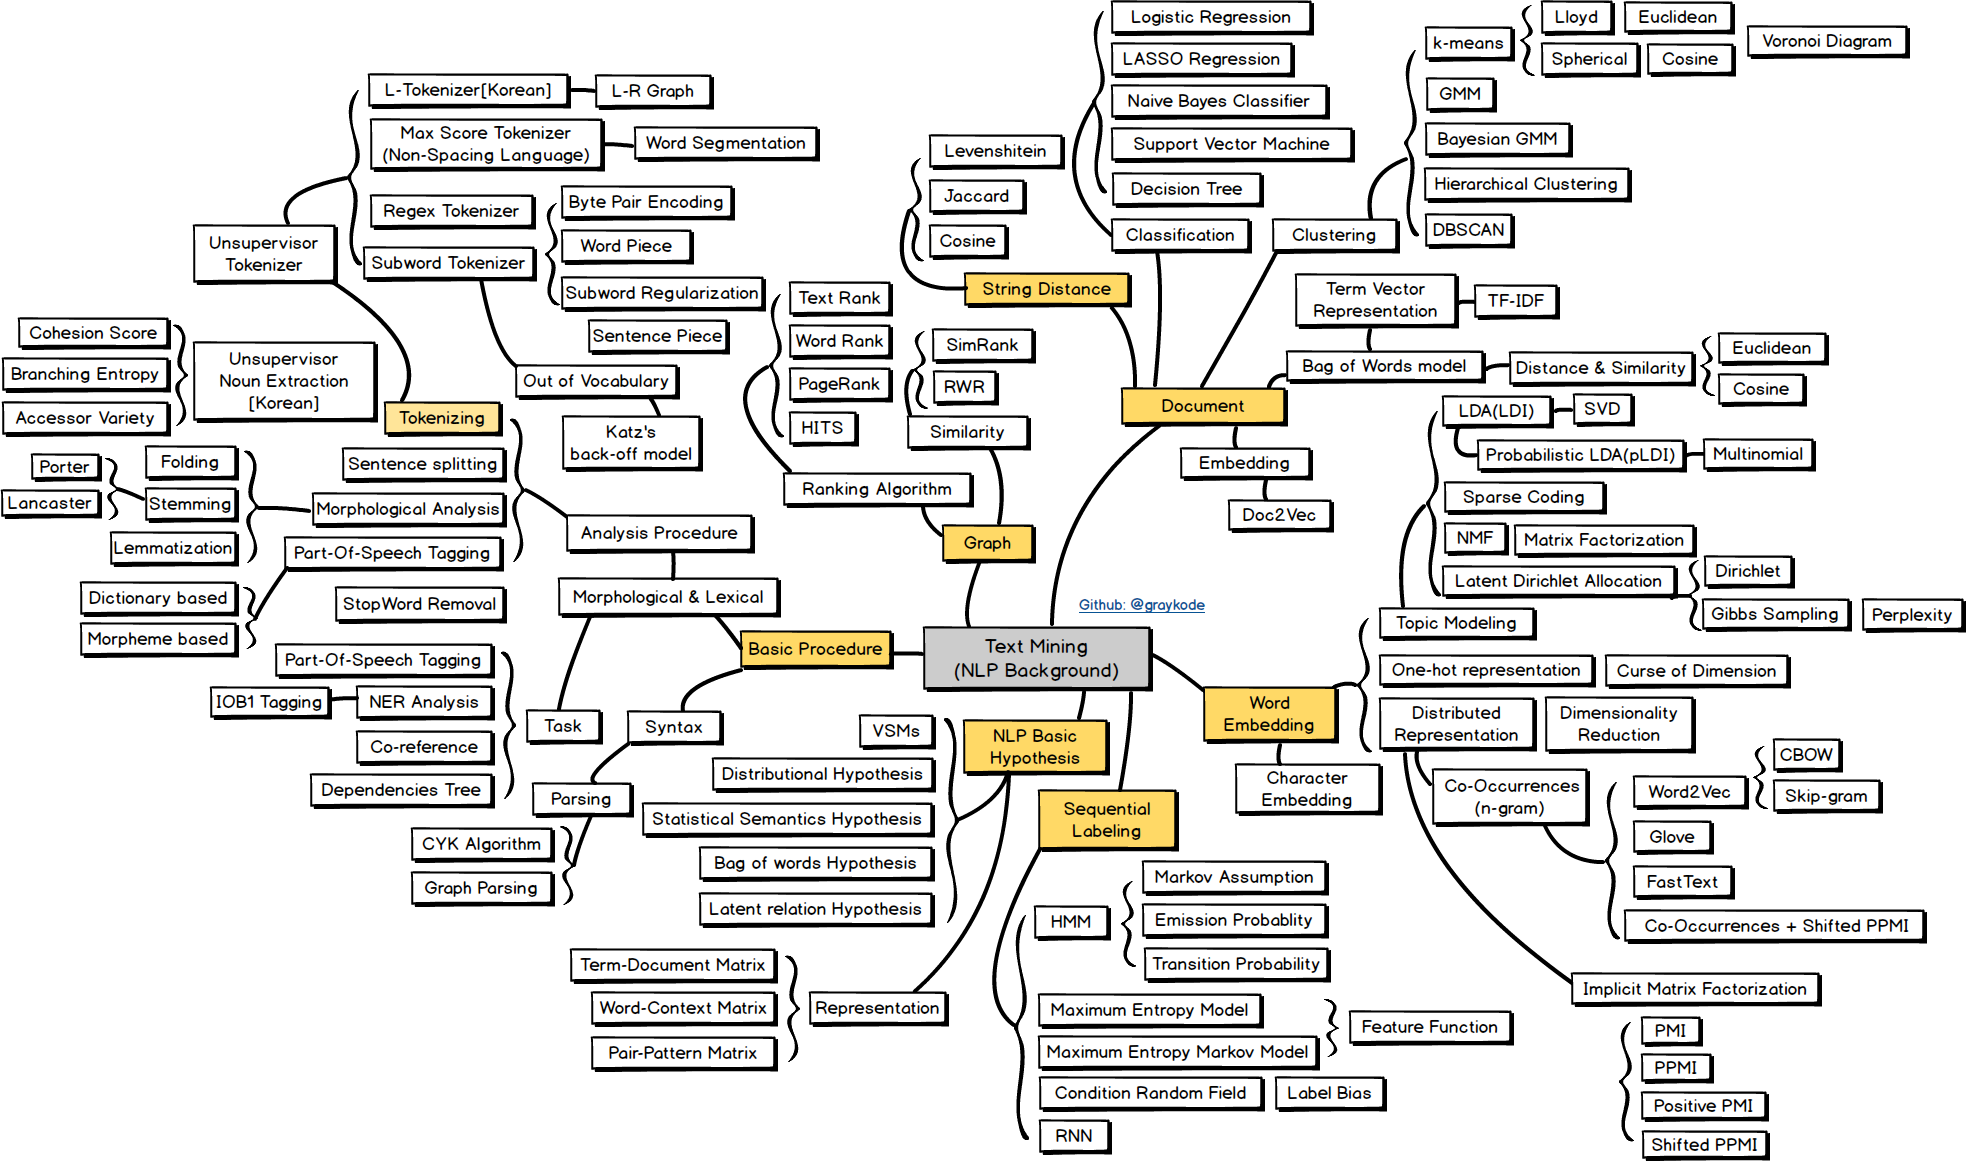 Logistic Regression
LASSO Regression
Naive Bayes Classifier
Support Vector Machine
Decision Tree
Classification
k-means
Lloyd
Euclidean
Spherical
Cosine
Voronoi Diagram
GMM
Bayesian GMM
Hierarchical Clustering
DBSCAN
Clustering
L-Tokenizer[Korean]
L-R Graph
Max Score Tokenizer
(Non-Spacing Language)
Word Segmentation
Regex Tokenizer
Subword Tokenizer
Byte Pair Encoding
Word Piece
Subword Regularization
Sentence Piece
Unsupervisor
Tokenizer
Out of Vocabulary
Katz's
back-off model
Cohesion Score
Branching Entropy
Accessor Variety
Unsupervisor
Noun Extraction
[Korean]
Tokenizing
Levenshitein
Jaccard
Cosine
String Distance
Text Rank
Word Rank
PageRank
HITS
SimRank
RWR
Similarity
Ranking Algorithm
Graph
Term Vector
Representation
TF-IDF
Bag of Words model
Distance & Similarity
Euclidean
Cosine
Document
Embedding
Doc2Vec
LDA(LDI)
SVD
Probabilistic LDA(pLDI)
Multinomial
Sparse Coding
NMF
Matrix Factorization
Latent Dirichlet Allocation
Dirichlet
Gibbs Sampling
Perplexity
Topic Modeling
Porter
Lancaster
Folding
Stemming
Lemmatization
Sentence splitting
Morphological Analysis
Part-Of-Speech Tagging
Analysis Procedure
Dictionary based
Morpheme based
StopWord Removal
Morphological & Lexical
Github: @graykode
Text Mining
(NLP Background)
Basic Procedure
Part-Of-Speech Tagging
IOB1 Tagging
NER Analysis
Co-reference
Dependencies Tree
Task
Syntax
Parsing
CYK Algorithm
Graph Parsing
VSMs
Distributional Hypothesis
Statistical Semantics Hypothesis
Bag of words Hypothesis
Latent relation Hypothesis
NLP Basic
Hypothesis
Term-Document Matrix
Word-Context Matrix
Pair-Pattern Matrix
Representation
Sequential
Labeling
HMM
Markov Assumption
Emission Probablity
Transition Probability
Maximum Entropy Model
Maximum Entropy Markov Model
Feature Function
Condition Random Field
Label Bias
RNN
Word
Embedding
Character
Embedding
One-hot representation
Curse of Dimension
Distributed
Representation
Dimensionality
Reduction
Co-Occurrences
(n-gram)
Word2Vec
CBOW
Skip-gram
Glove
FastText
Co-Occurrences + Shifted PPMI
Implicit Matrix Factorization
PMI
PPMI
Positive PMI
Shifted PPMI